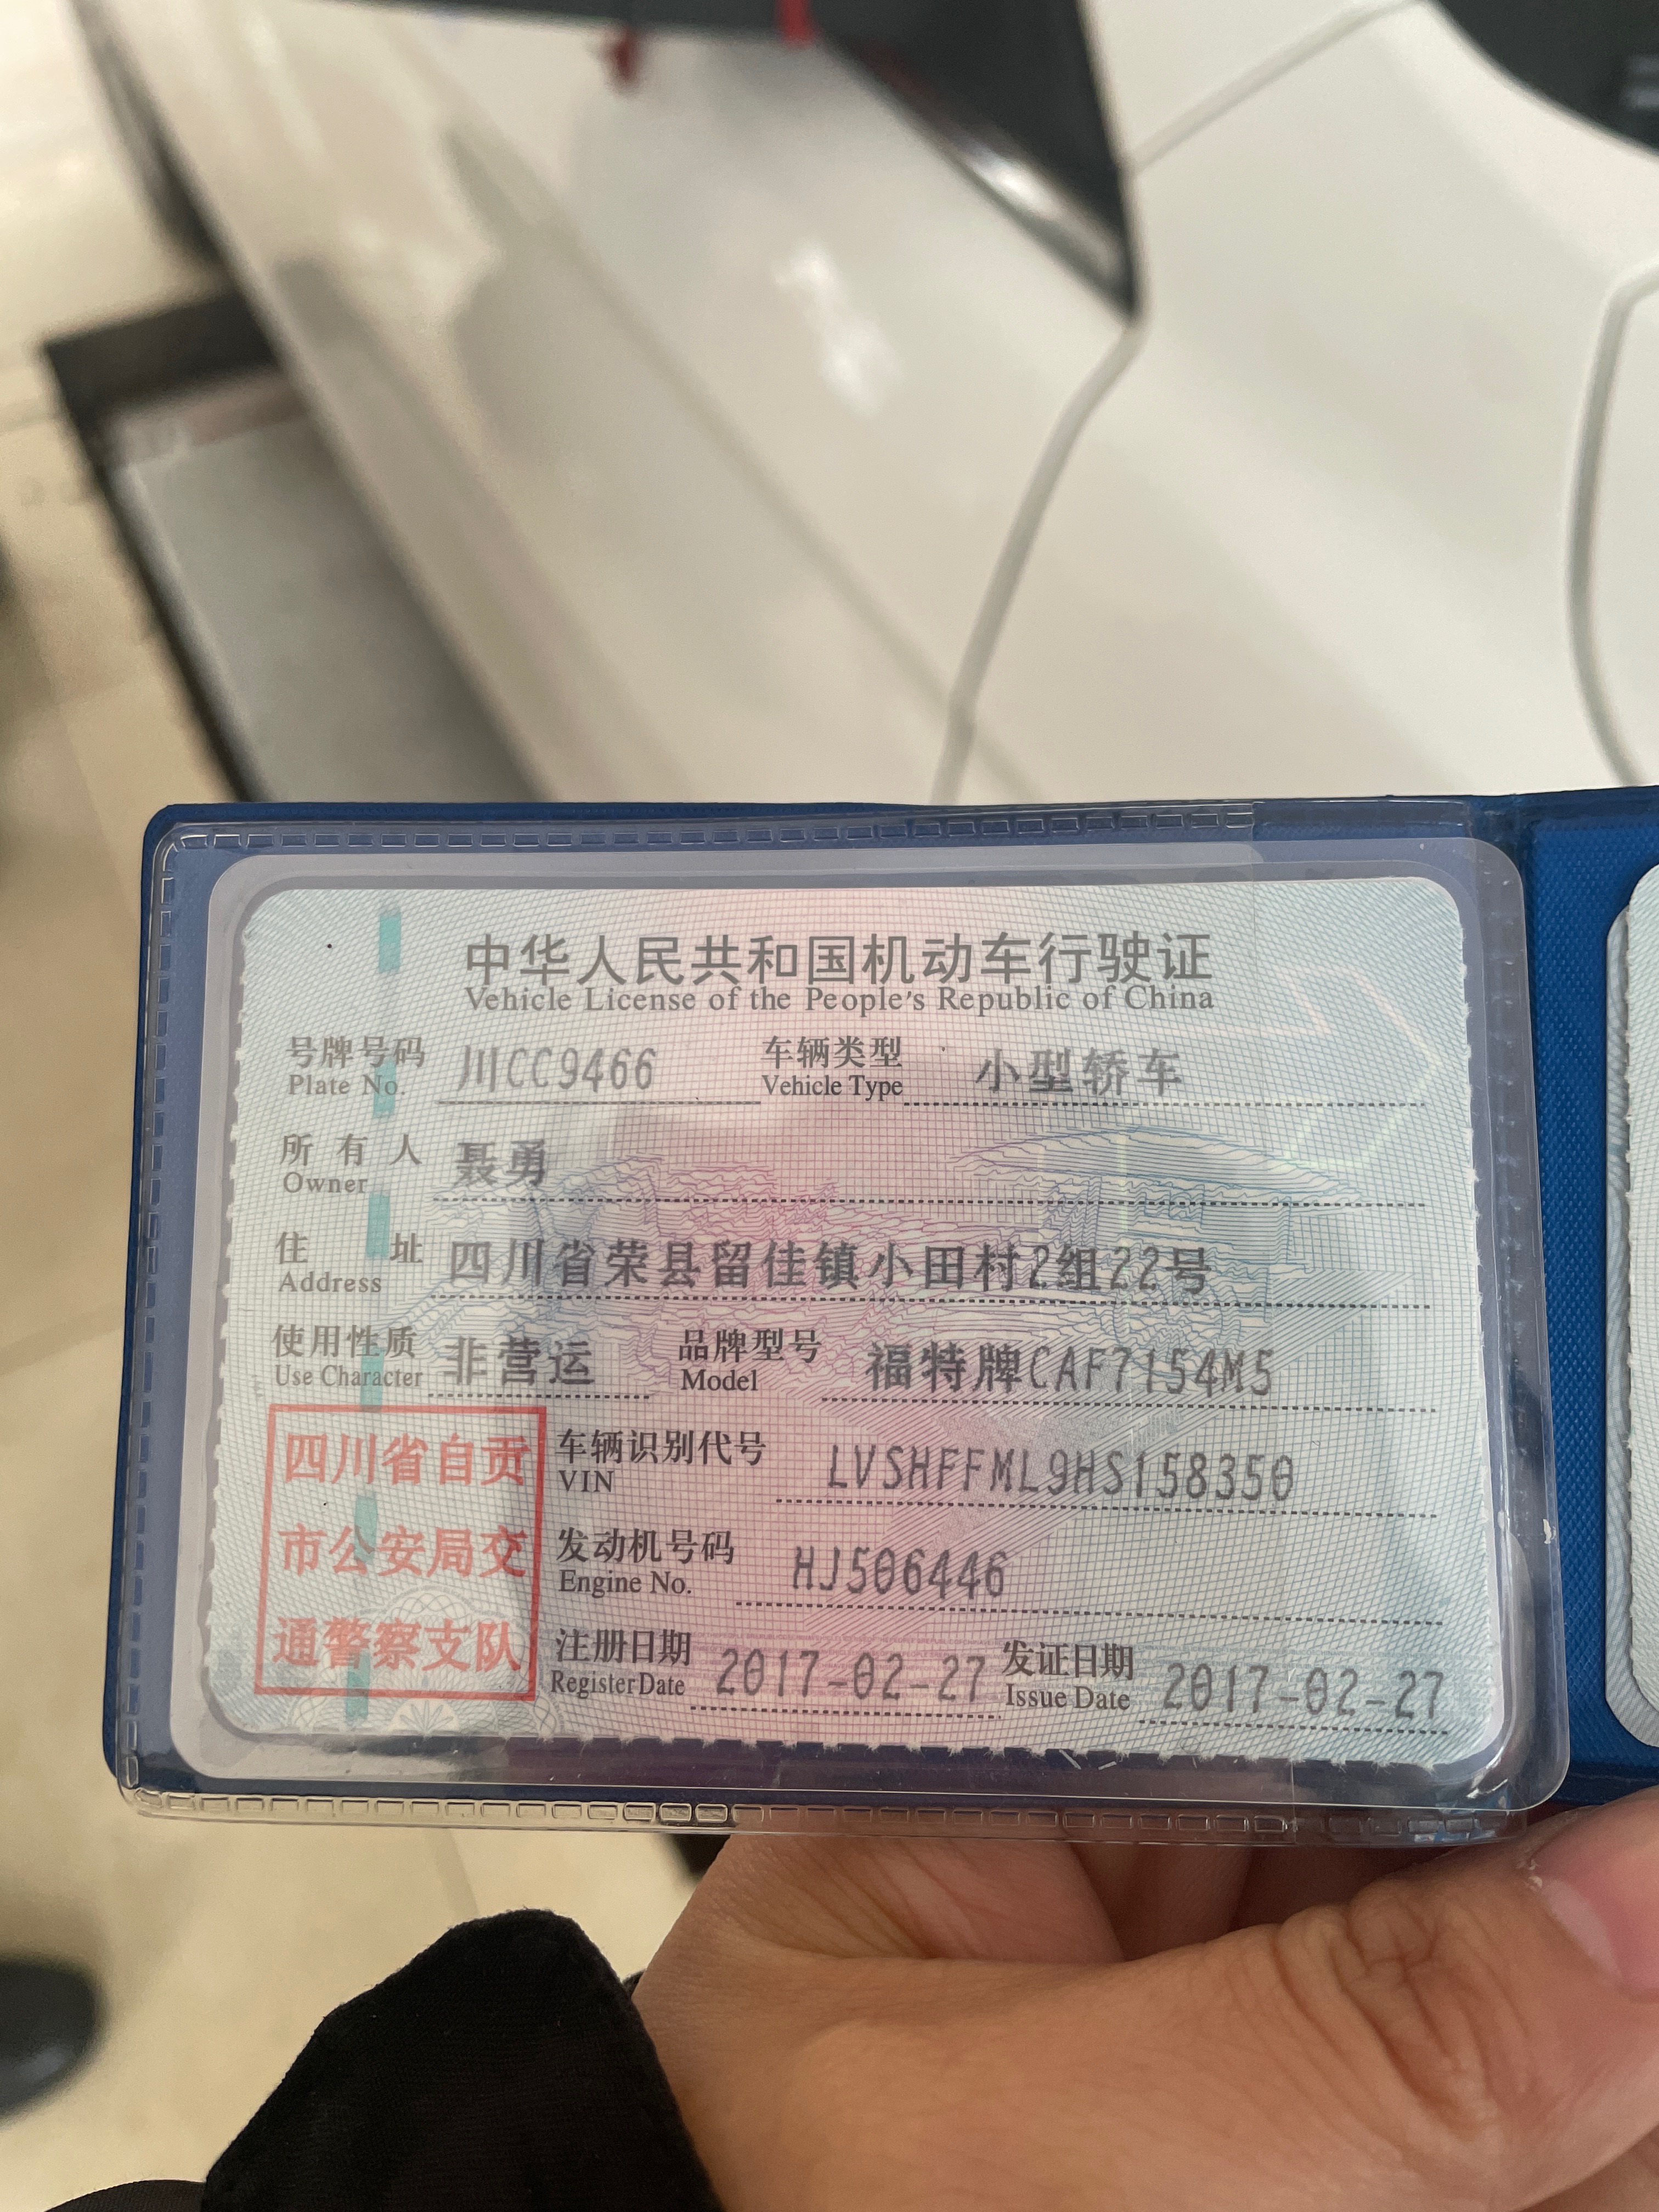 中华人民共和国机动车行驶证
Vehicle License of the People's Republic of China
号牌号码 川CC9466 车辆类型 小型轿车
Plate No. Vehicle Type
所有人 聂勇
Owner
住址 四川省荣县留佳镇小田村2组22号
Address
使用性质 非营运 品牌型号 福特牌CAF7154M5
Use Character Model
四川省自贡
市公安局交
通警察支队
车辆识别代号 LVSHFFML9HS158350
VIN
发动机号码 HJ506446
Engine No.
注册日期 2017-02-27 发证日期 2017-02-27
Register Date Issue Date